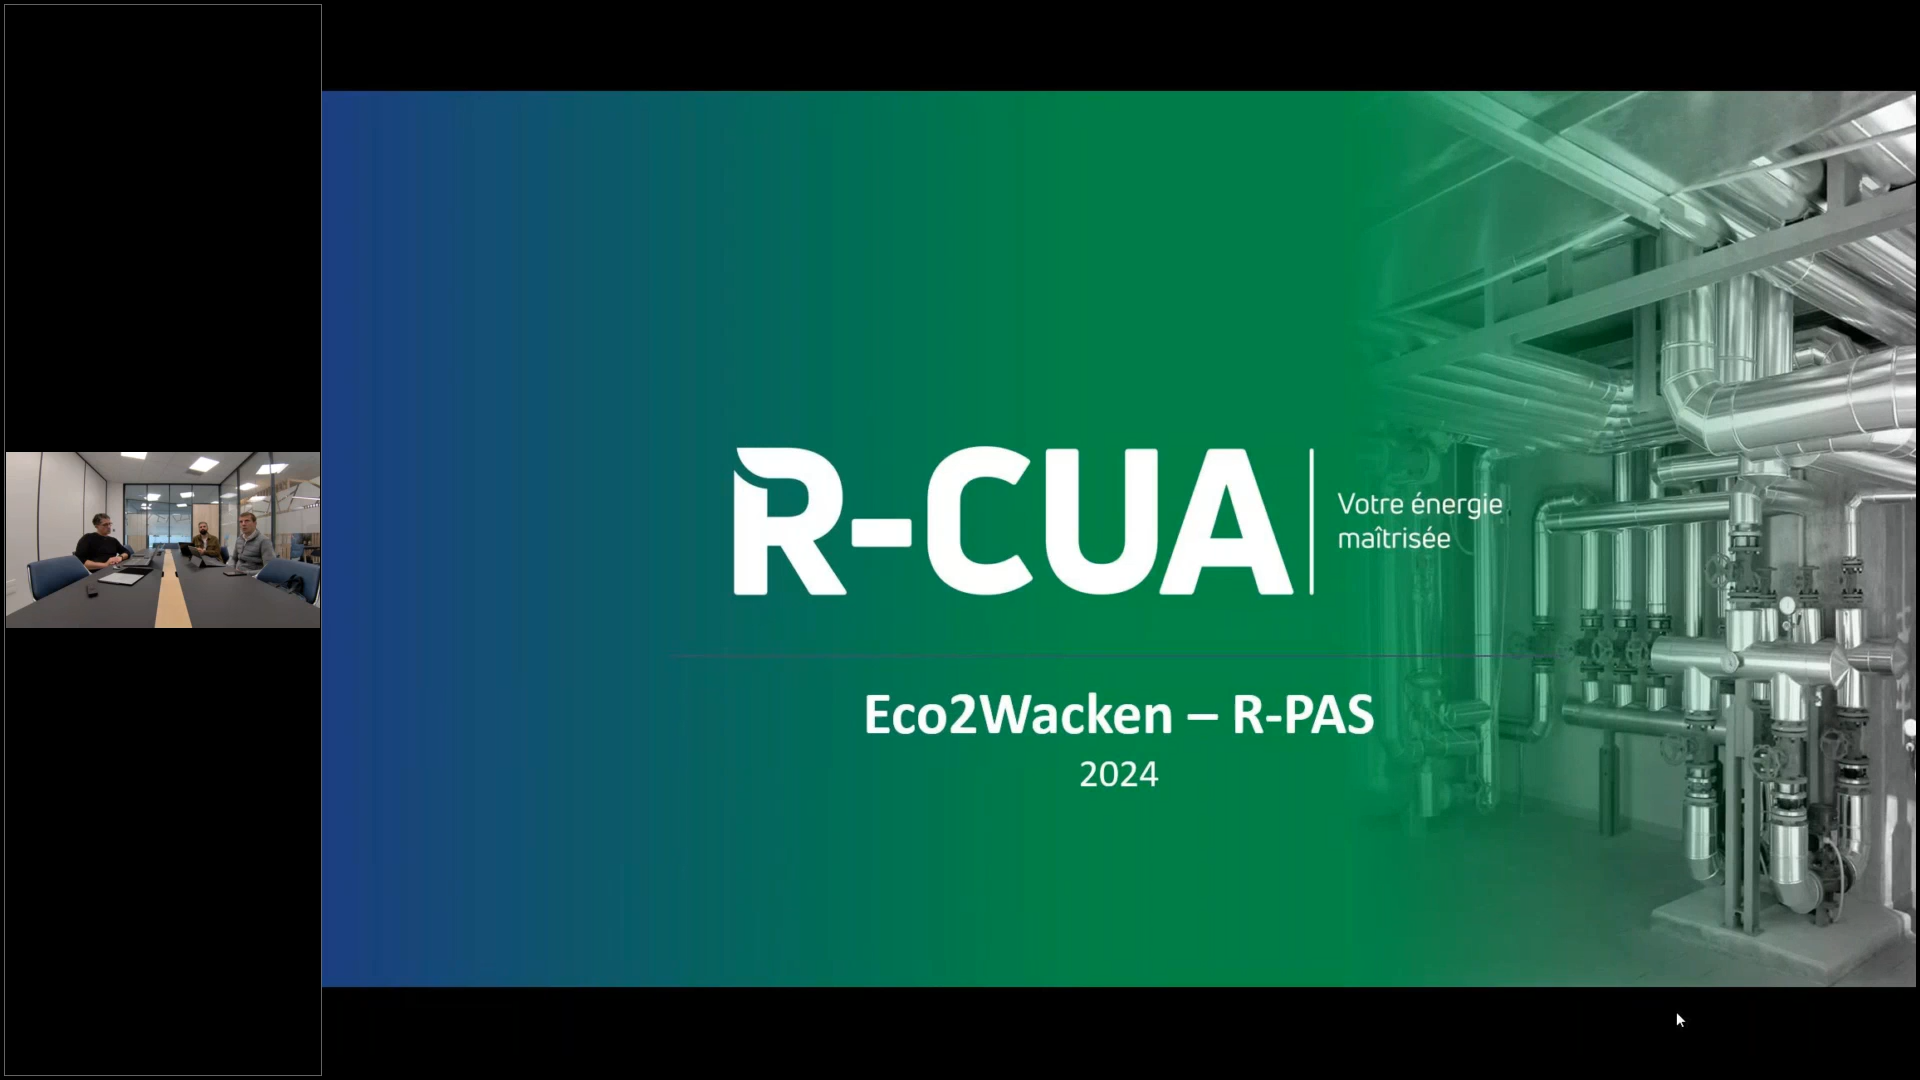 R-CUA
Votre énergie
maîtrisée
Eco2Wacken – R-PAS
2024